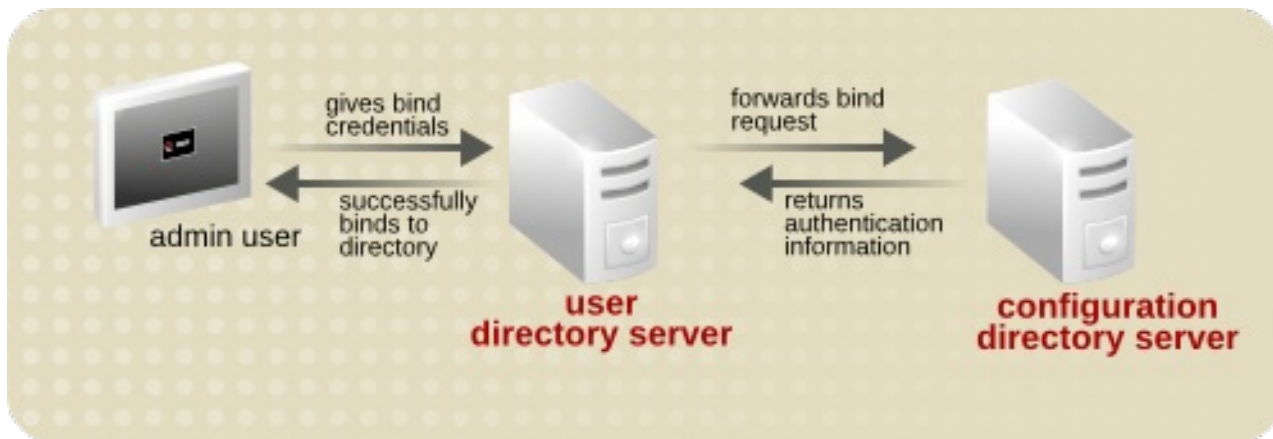 gives bind
credentials
forwards bind
request
successfully
binds to
directory
returns
authentication
information
admin user
user
directory server
configuration
directory server